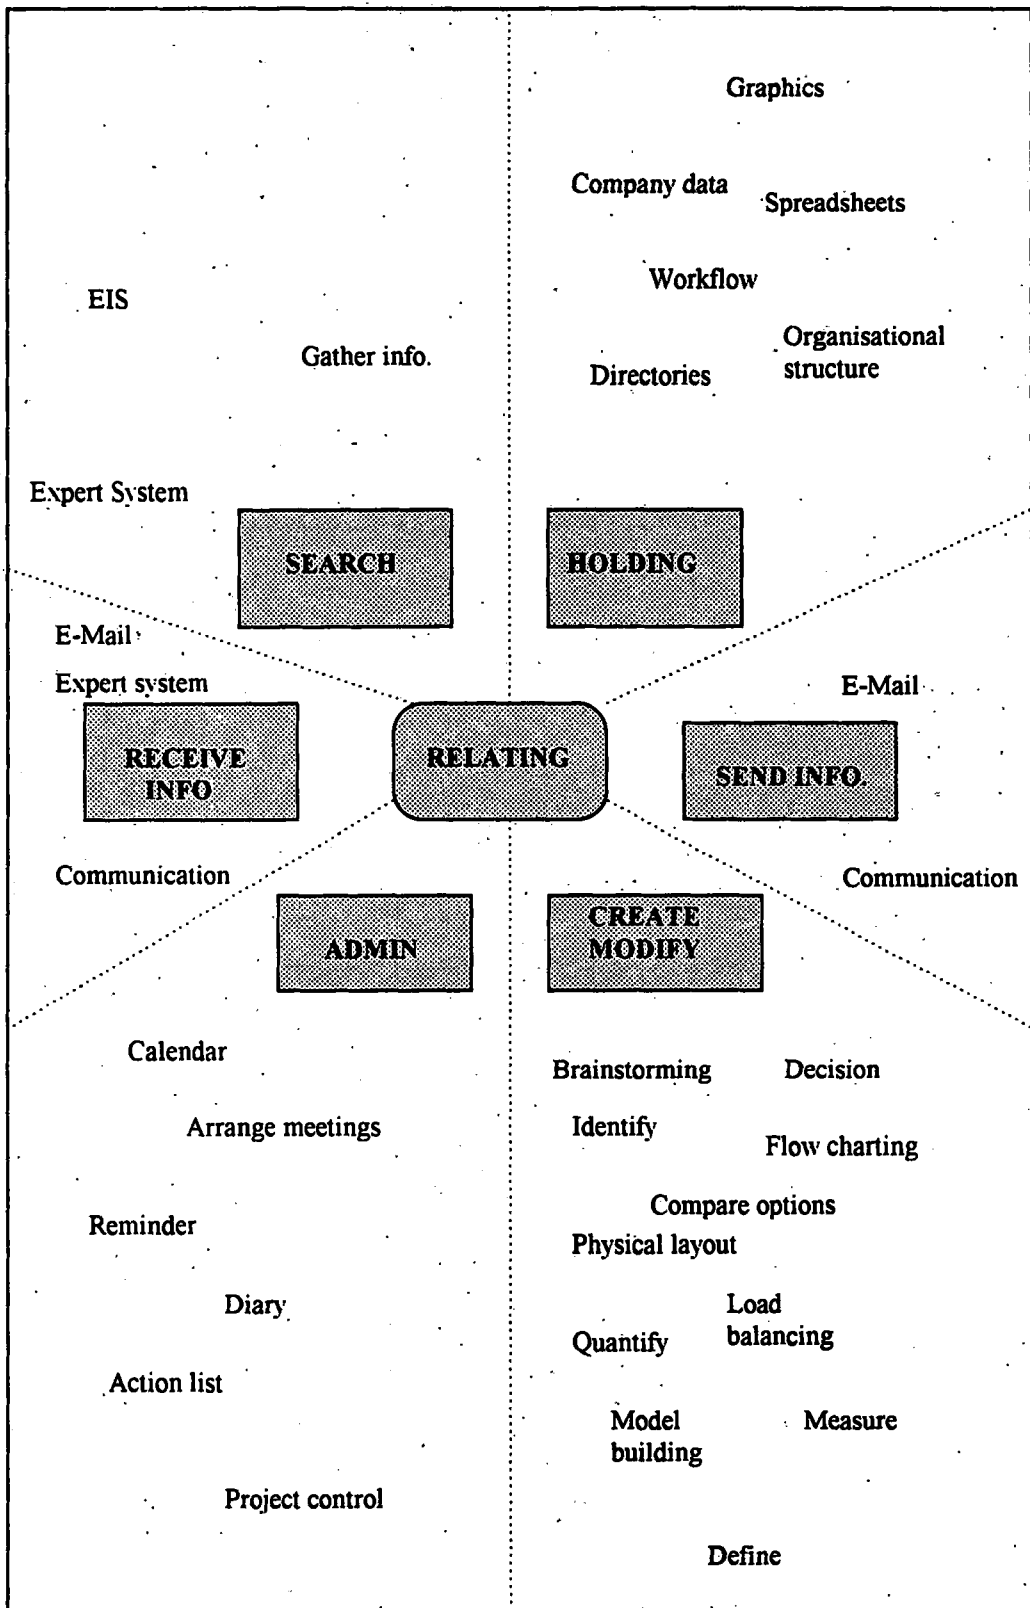 Graphics
Company data
Spreadsheets
Workflow
EIS
Organisational
structure
Gather info.
Directories
Expert System
SEARCH
HOLDING
E-Mail
Expert system
E-Mail
RECEIVE
INFO
RELATING
SEND INFO.
Communication
Communication
ADMIN
CREATE
MODIFY
Calendar
Brainstorming
Decision
Arrange meetings
Identify
Flow charting
Reminder
Compare options
Physical layout
Diary
Load
balancing
Quantify
Action list
Model
building
Measure
Project control
Define